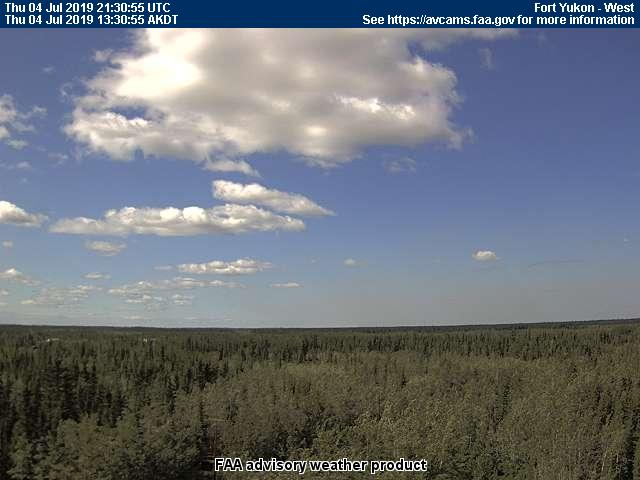 Thu 04 Jul 2019 21:30:55 UTC Fort Yukon - West
Thu 04 Jul 2019 13:30:55 AKDT See https://avcams.faa.gov for more information
FAA advisory weather product